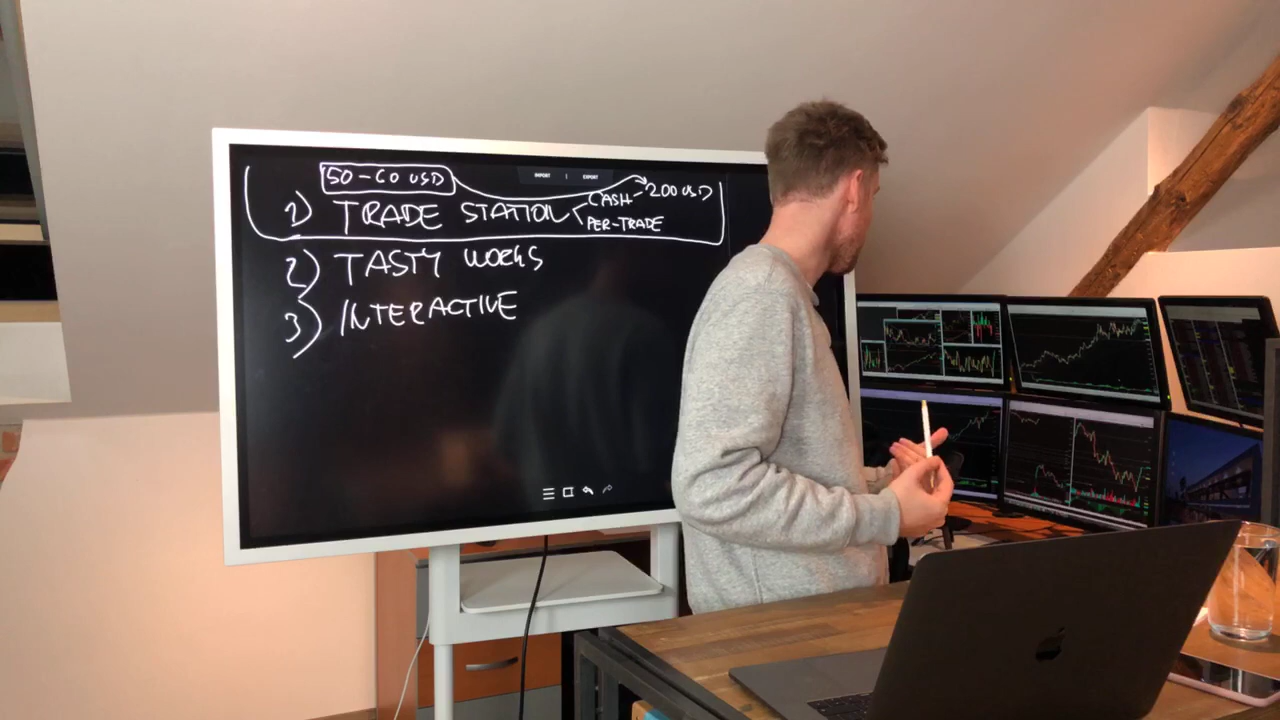 50-60 USD
IMPORT | EXPORT
CASH - 200 USD
1) TRADE STATION
PER-TRADE
2) TASTY WORKS
3) INTERACTIVE